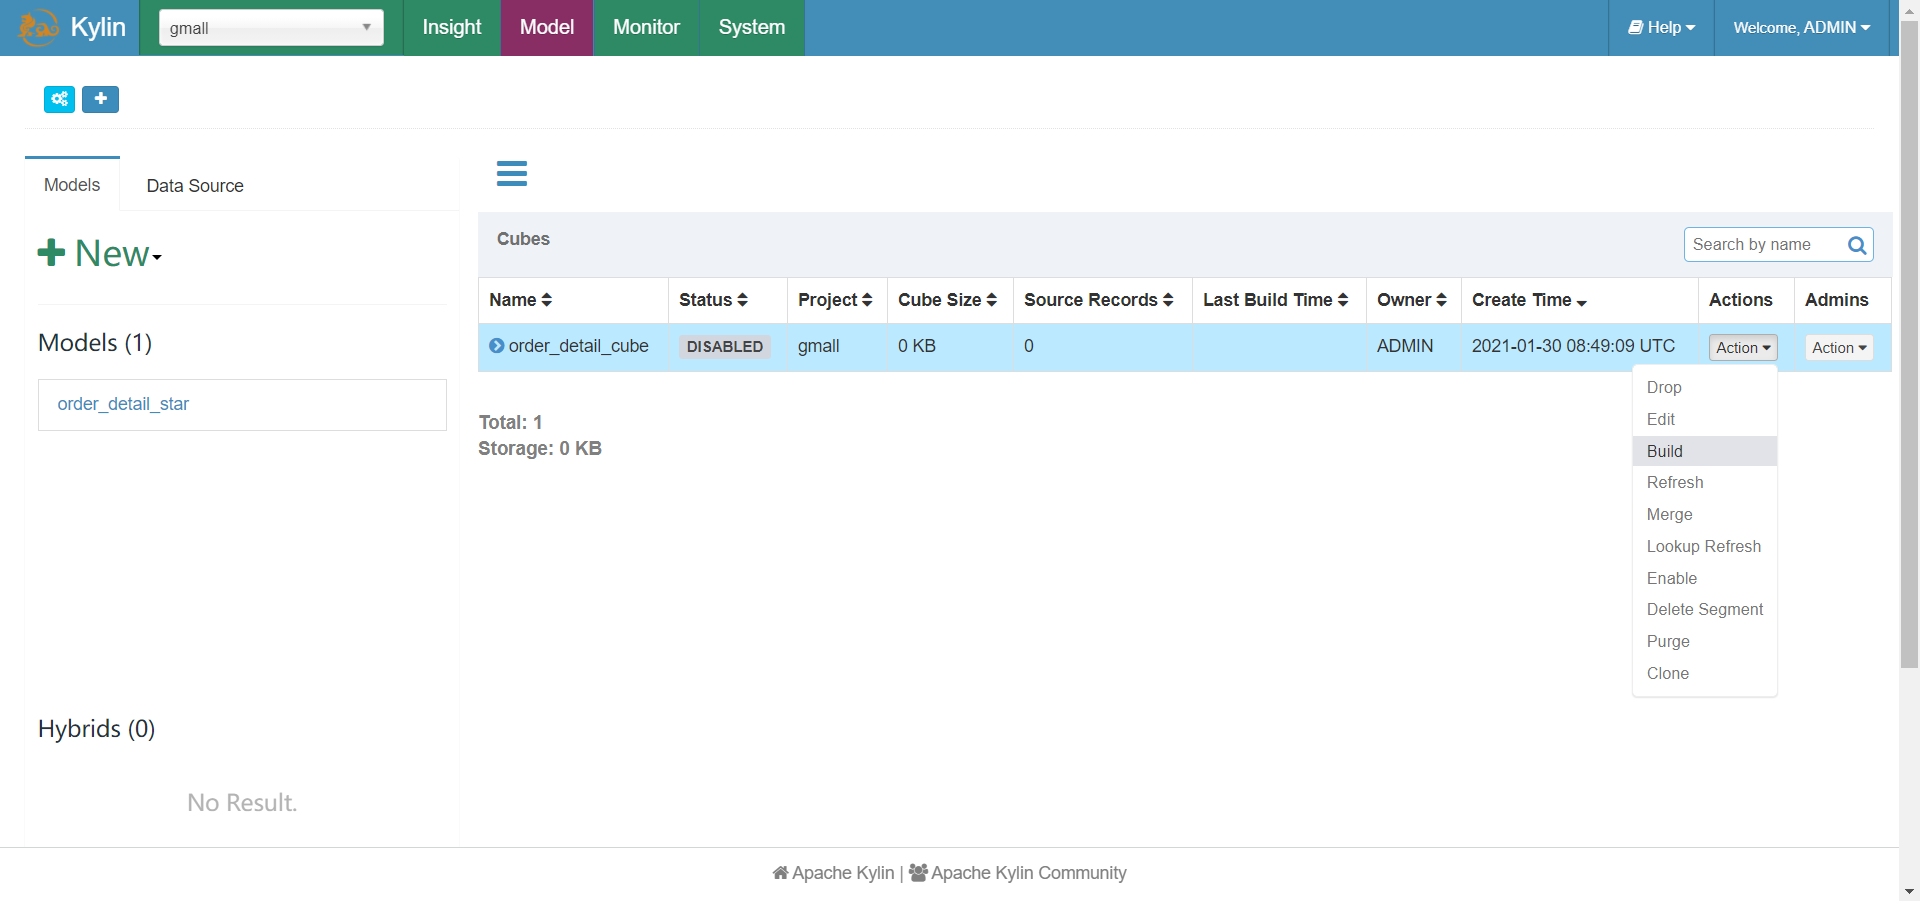 Kylin
gmall
Insight
Model
Monitor
System
Help
Welcome, ADMIN
Models
Data Source
New
Models (1)
order_detail_star
Hybrids (0)
No Result.
Cubes
Search by name
Name Status Project Cube Size Source Records Last Build Time Owner Create Time Actions Admins
order_detail_cube DISABLED gmall 0 KB 0 ADMIN 2021-01-30 08:49:09 UTC Action Action
Drop
Edit
Build
Refresh
Merge
Lookup Refresh
Enable
Delete Segment
Purge
Clone
Total: 1
Storage: 0 KB
Apache Kylin | Apache Kylin Community